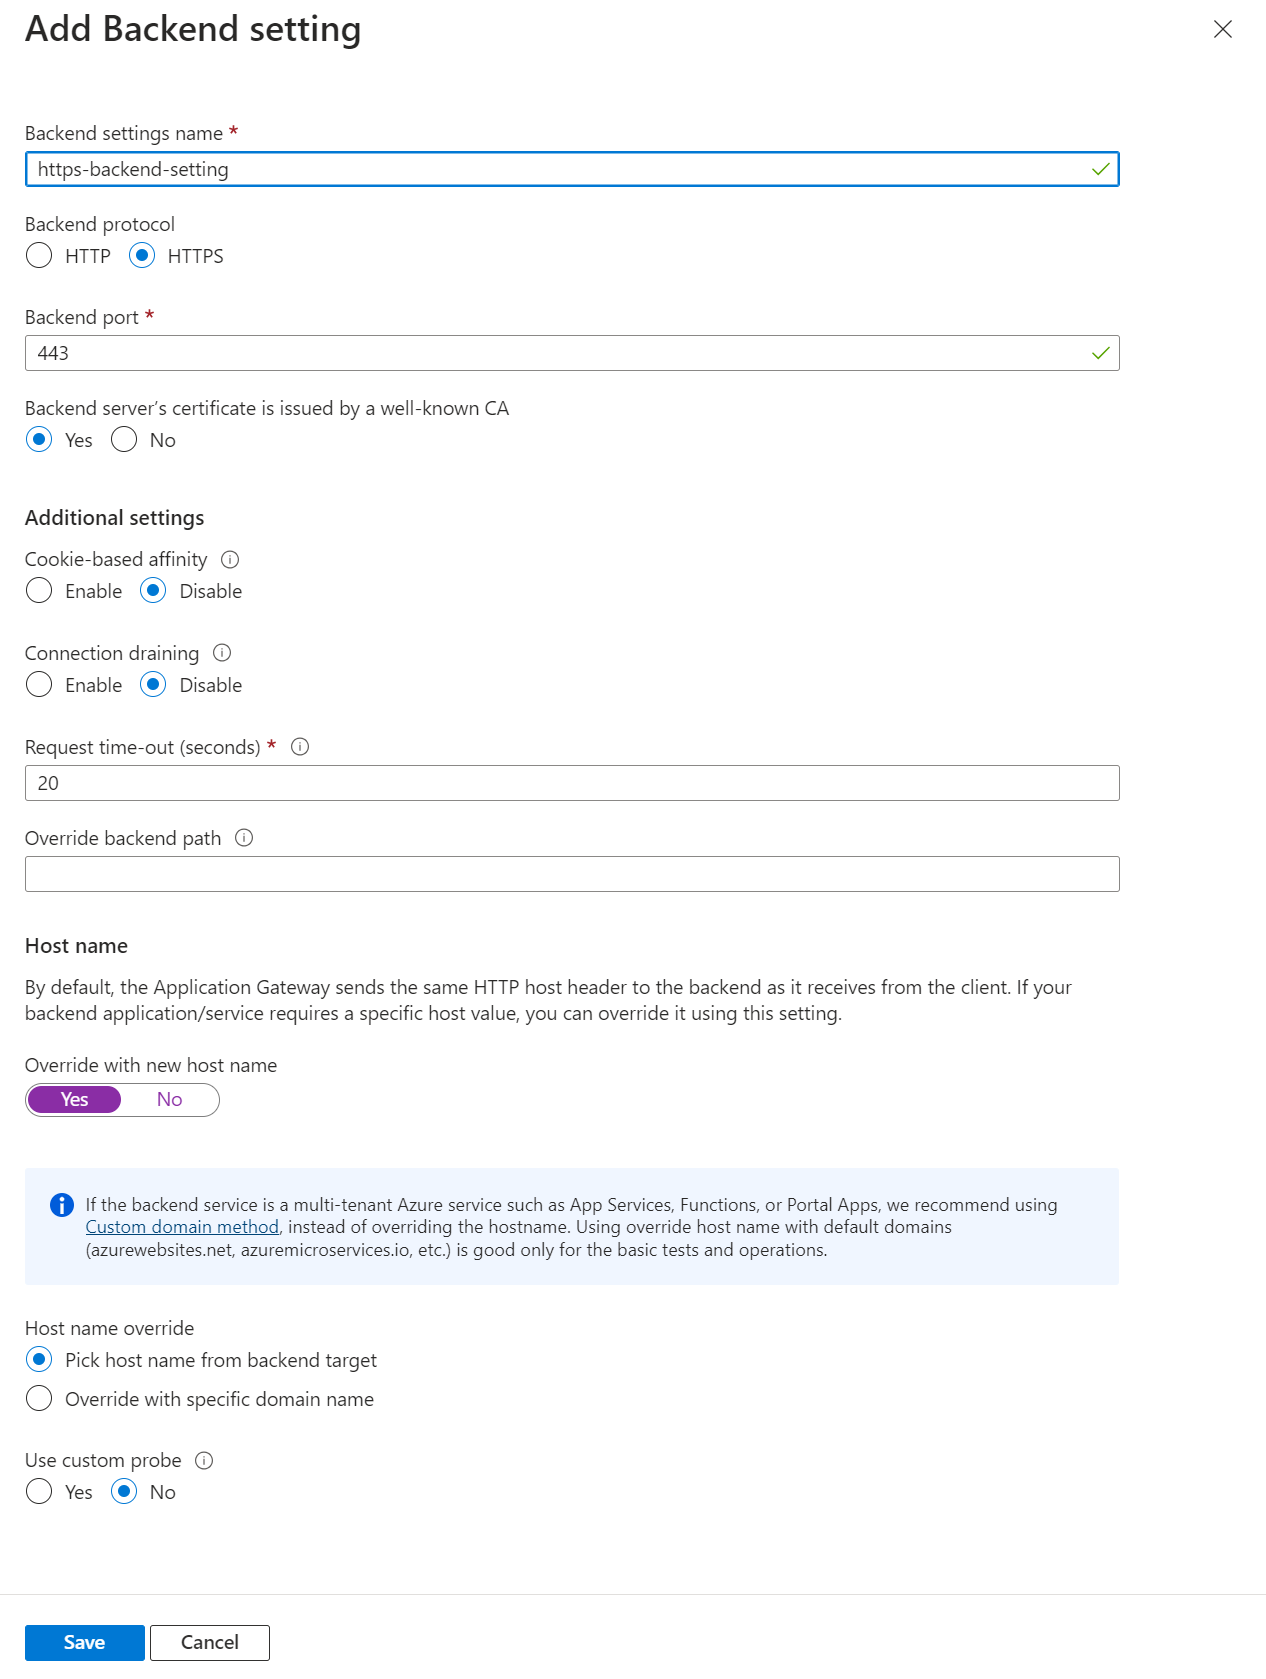 Add Backend setting
Backend settings name *
https-backend-setting
Backend protocol
HTTP HTTPS
Backend port *
443
Backend server’s certificate is issued by a well-known CA
Yes No
Additional settings
Cookie-based affinity
Enable Disable
Connection draining
Enable Disable
Request time-out (seconds) *
20
Override backend path
Host name
By default, the Application Gateway sends the same HTTP host header to the backend as it receives from the client. If your
backend application/service requires a specific host value, you can override it using this setting.
Override with new host name
Yes No
If the backend service is a multi-tenant Azure service such as App Services, Functions, or Portal Apps, we recommend using
Custom domain method, instead of overriding the hostname. Using override host name with default domains
(azurewebsites.net, azuremicroservices.io, etc.) is good only for the basic tests and operations.
Host name override
Pick host name from backend target
Override with specific domain name
Use custom probe
Yes No
Save Cancel